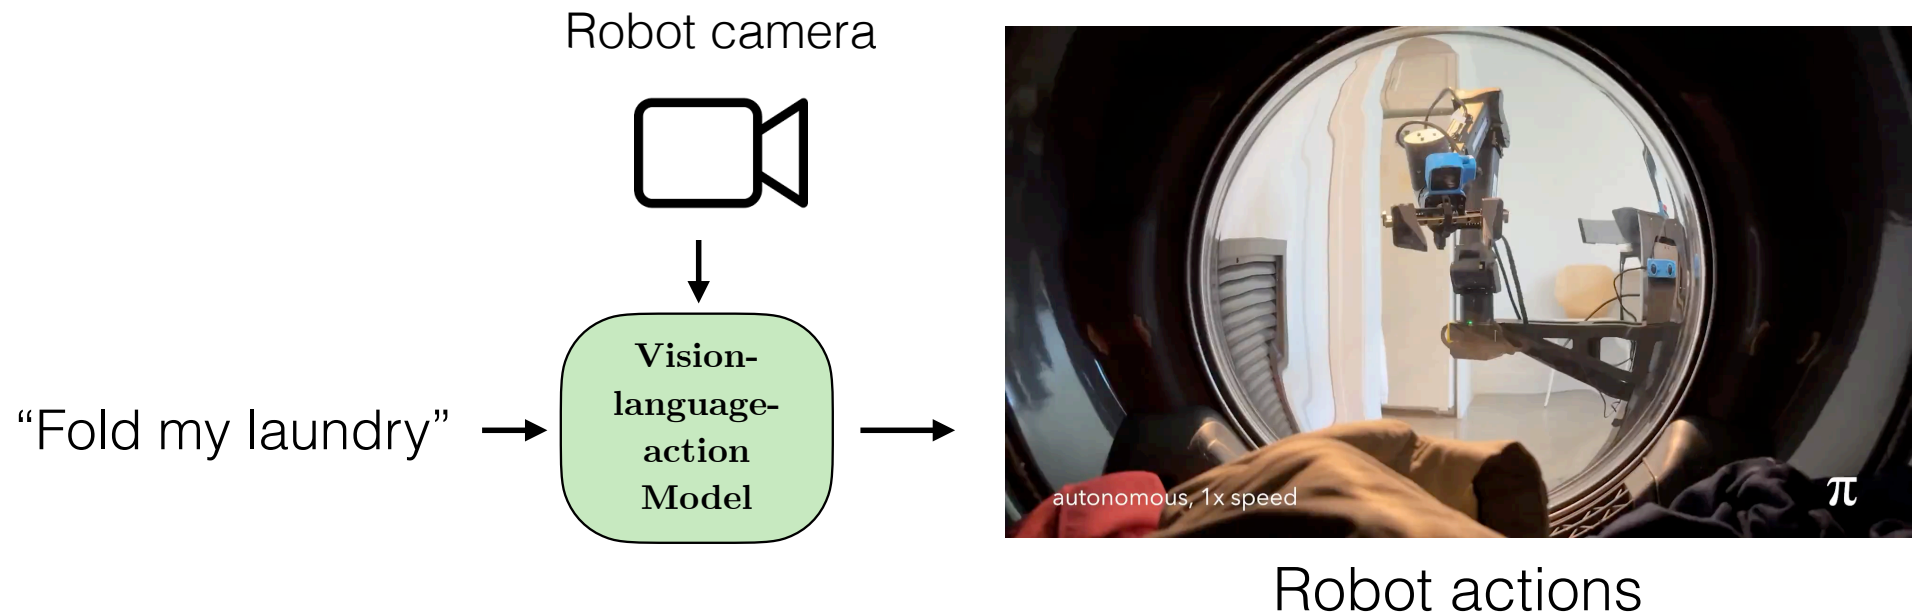 Robot camera
“Fold my laundry”
Vision-
language-
action
Model
autonomous, 1x speed
π
Robot actions